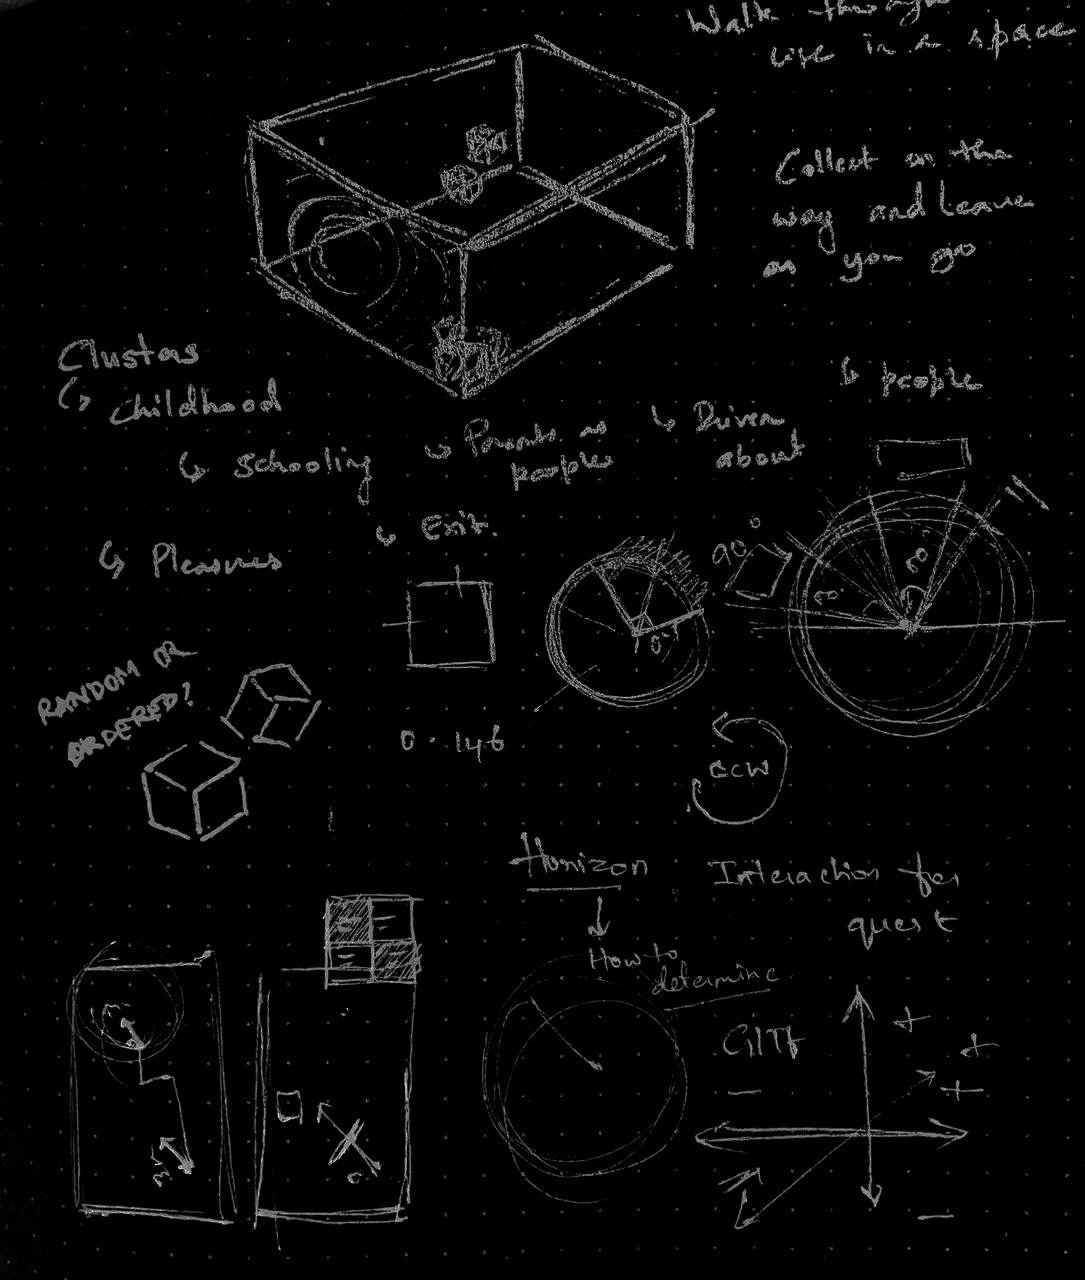 Walk through
life in a space
Collect on the
way and leave
as you go
Clusters
↳ Childhood
↳ people
↳ Schooling
↳ Parents as
people
↳ Driven
about
↳ Pleasures
↳ Exit.
90°
RANDOM OR
ORDERED?
0.146
CCW
Horizon
↓
How to
determine
Interaction for
quest
+
+
+
-
-